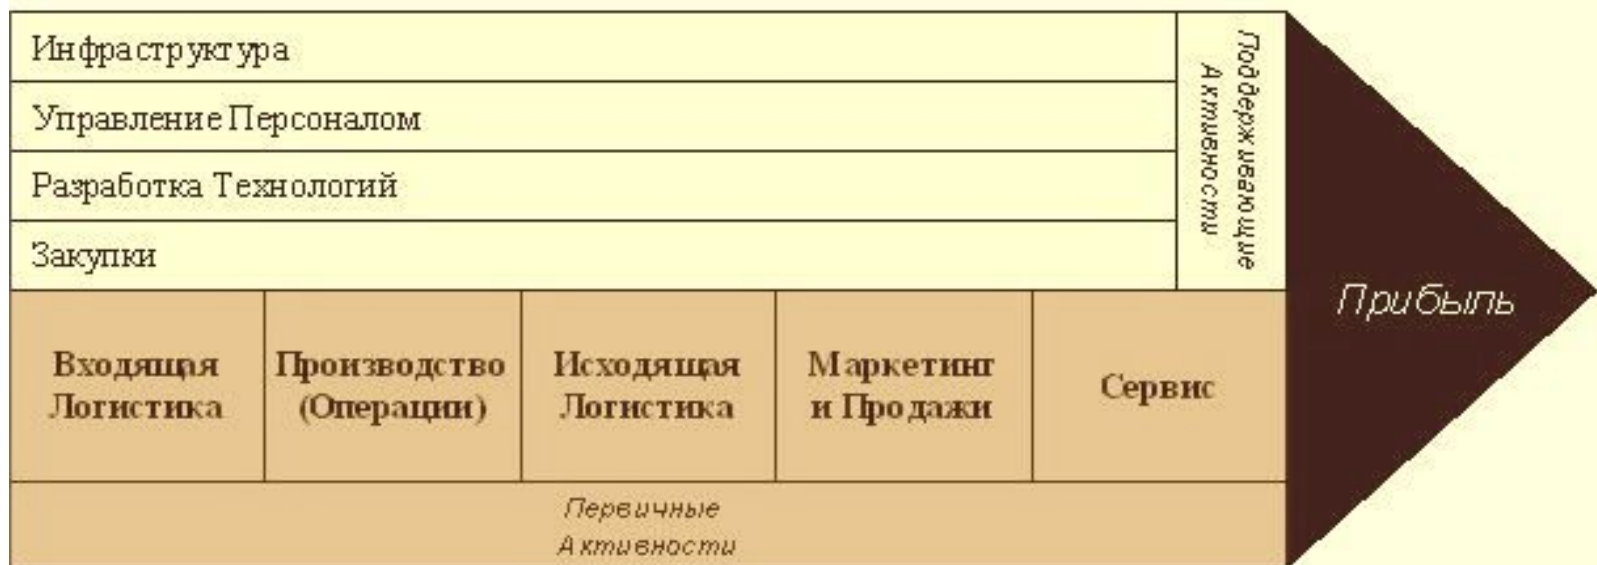 Инфраструктура
Управление Персоналом
Разработка Технологий
Закупки
Поддерживающие
Активности
Входящая
Логистика
Производство
(Операции)
Исходящая
Логистика
Маркетинг
и Продажи
Сервис
Первичные
Активности
Прибыль